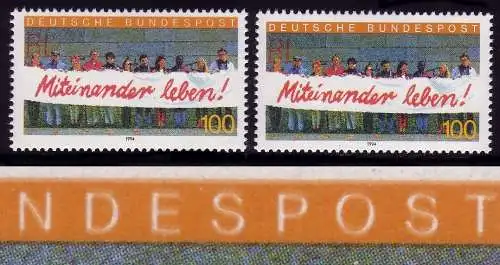 DEUTSCHE BUNDESPOST
Miteinander leben!
100
1994
DEUTSCHE BUNDESPOST
Miteinander leben!
100
1994
NDESPOST